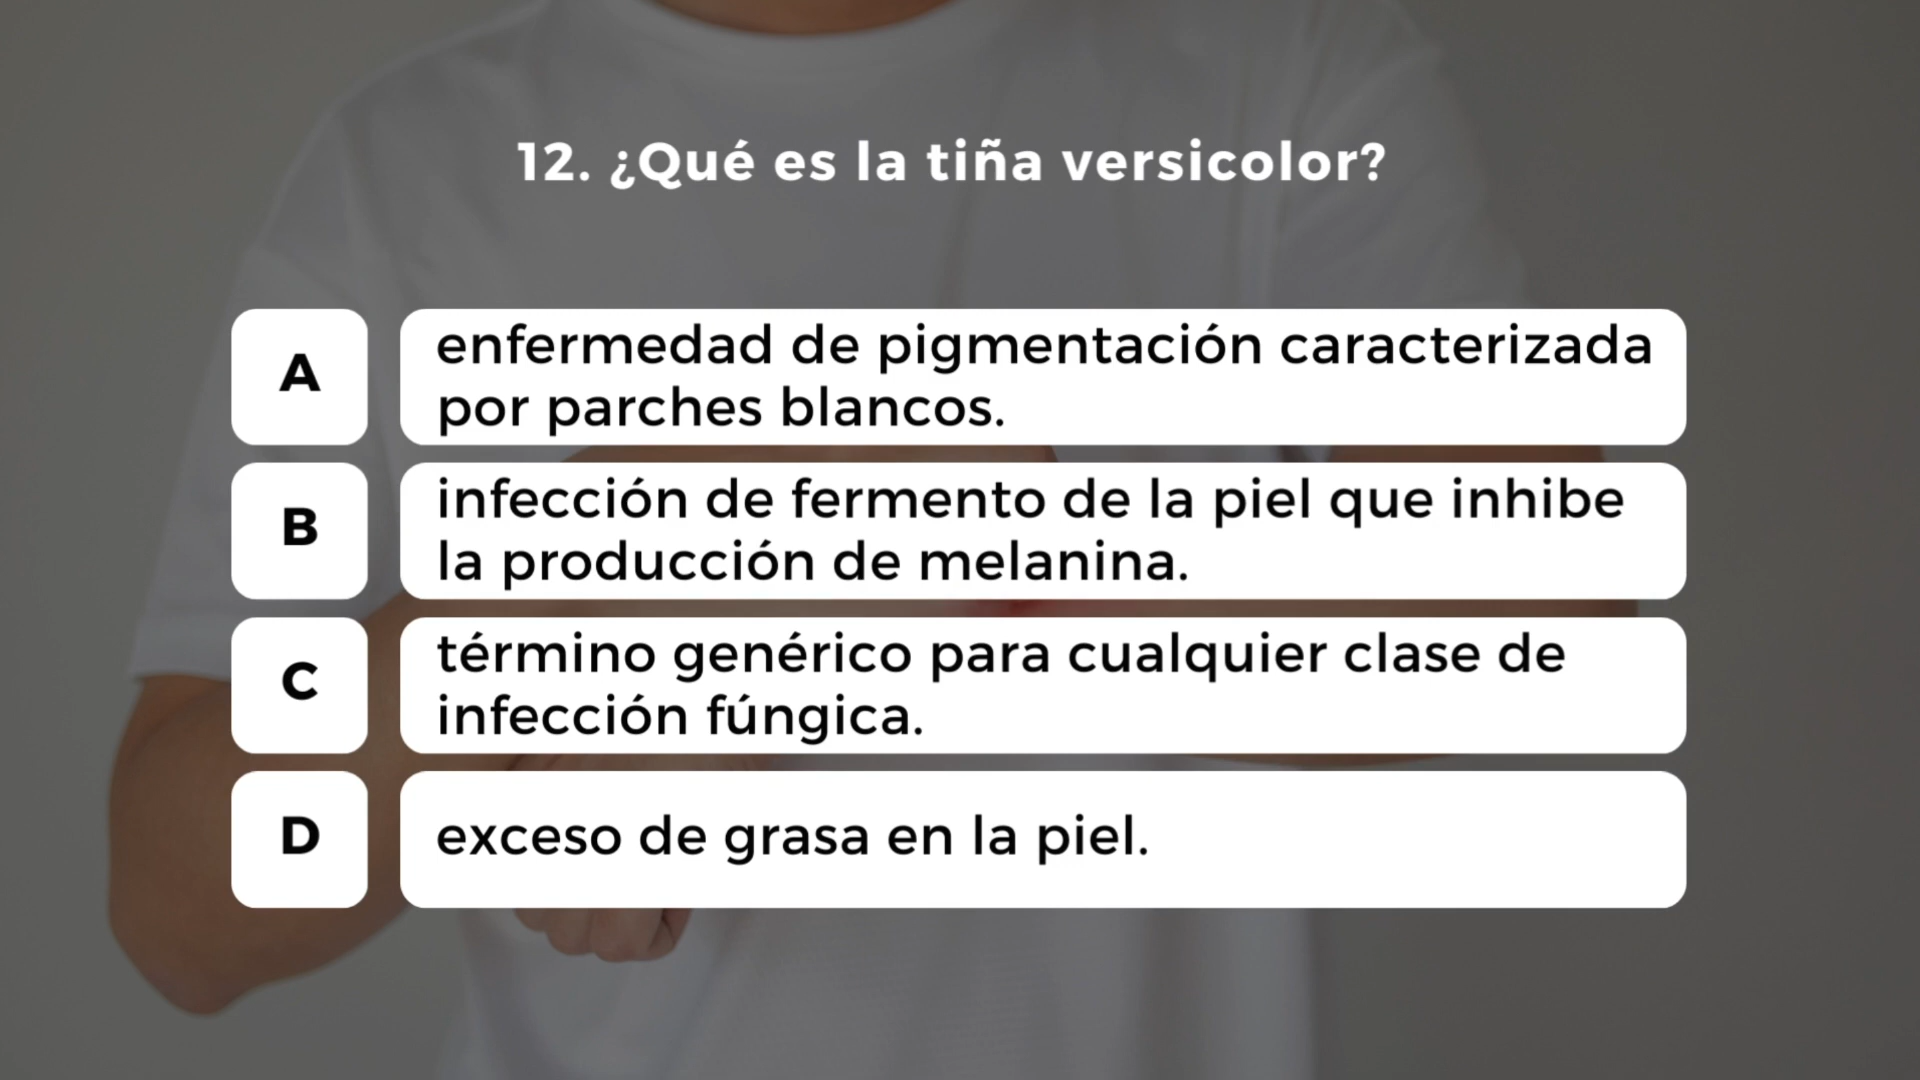 12. ¿Qué es la tiña versicolor?
A
enfermedad de pigmentación caracterizada
por parches blancos.
B
infección de fermento de la piel que inhibe
la producción de melanina.
C
término genérico para cualquier clase de
infección fúngica.
D
exceso de grasa en la piel.